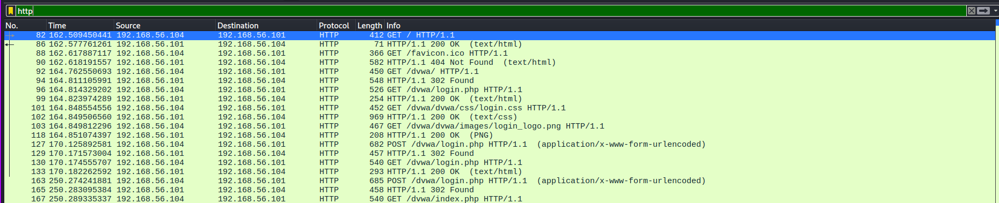 http
No. Time Source Destination Protocol Length Info
82 162.509450441 192.168.56.104 192.168.56.101 HTTP 412 GET / HTTP/1.1
86 162.577761261 192.168.56.101 192.168.56.104 HTTP 71 HTTP/1.1 200 OK (text/html)
88 162.617887117 192.168.56.104 192.168.56.101 HTTP 366 GET /favicon.ico HTTP/1.1
90 162.618191557 192.168.56.101 192.168.56.104 HTTP 582 HTTP/1.1 404 Not Found (text/html)
92 164.762550693 192.168.56.104 192.168.56.101 HTTP 450 GET /dvwa/ HTTP/1.1
94 164.811105991 192.168.56.101 192.168.56.104 HTTP 548 HTTP/1.1 302 Found
96 164.814329202 192.168.56.104 192.168.56.101 HTTP 526 GET /dvwa/login.php HTTP/1.1
99 164.823974289 192.168.56.101 192.168.56.104 HTTP 254 HTTP/1.1 200 OK (text/html)
101 164.848554556 192.168.56.104 192.168.56.101 HTTP 452 GET /dvwa/dvwa/css/login.css HTTP/1.1
102 164.849506560 192.168.56.101 192.168.56.104 HTTP 969 HTTP/1.1 200 OK (text/css)
103 164.849812296 192.168.56.104 192.168.56.101 HTTP 467 GET /dvwa/dvwa/images/login_logo.png HTTP/1.1
118 164.851074397 192.168.56.101 192.168.56.104 HTTP 208 HTTP/1.1 200 OK (PNG)
127 170.125892581 192.168.56.104 192.168.56.101 HTTP 682 POST /dvwa/login.php HTTP/1.1 (application/x-www-form-urlencoded)
129 170.171573004 192.168.56.101 192.168.56.104 HTTP 457 HTTP/1.1 302 Found
130 170.174555707 192.168.56.104 192.168.56.101 HTTP 540 GET /dvwa/login.php HTTP/1.1
133 170.182262592 192.168.56.101 192.168.56.104 HTTP 293 HTTP/1.1 200 OK (text/html)
163 250.274241881 192.168.56.104 192.168.56.101 HTTP 685 POST /dvwa/login.php HTTP/1.1 (application/x-www-form-urlencoded)
165 250.283095384 192.168.56.101 192.168.56.104 HTTP 458 HTTP/1.1 302 Found
167 250.289335337 192.168.56.104 192.168.56.101 HTTP 540 GET /dvwa/index.php HTTP/1.1